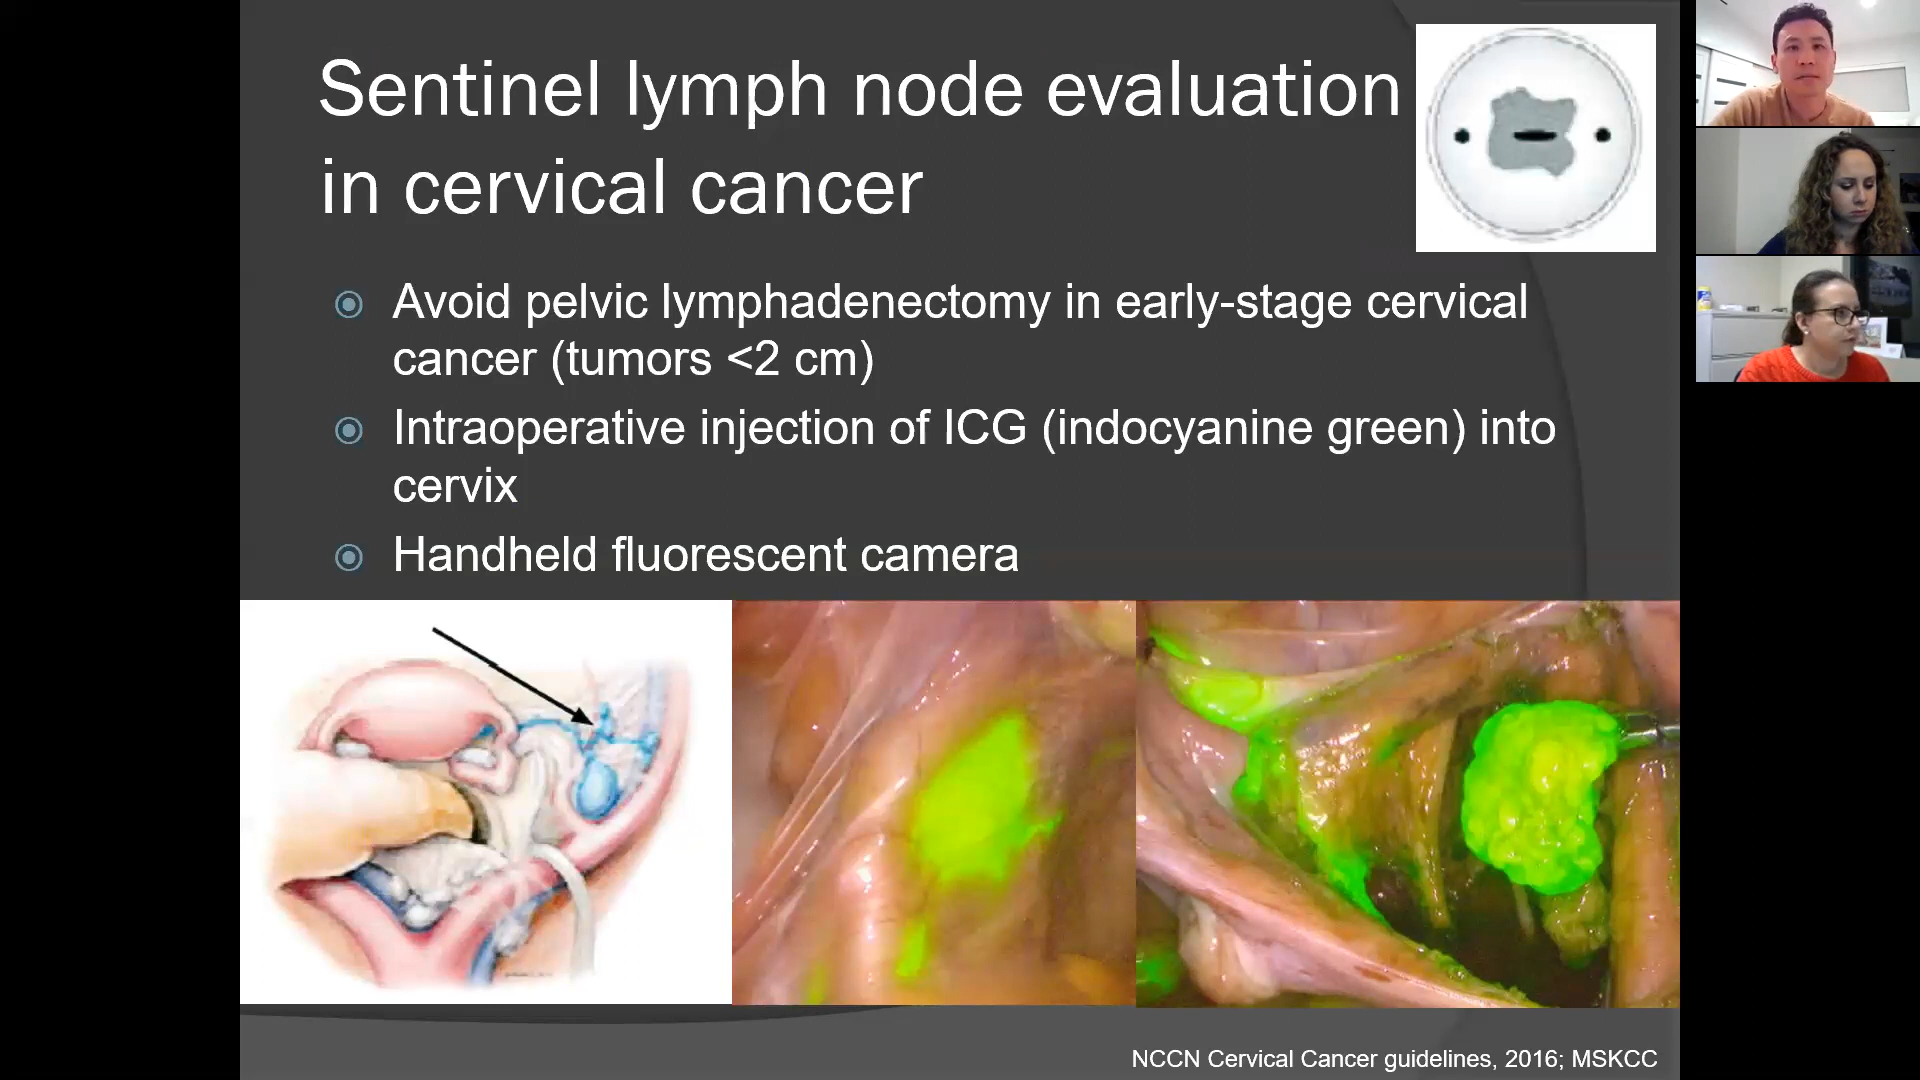 Sentinel lymph node evaluation
in cervical cancer
Avoid pelvic lymphadenectomy in early-stage cervical
cancer (tumors <2 cm)
Intraoperative injection of ICG (indocyanine green) into
cervix
Handheld fluorescent camera
NCCN Cervical Cancer guidelines, 2016; MSKCC